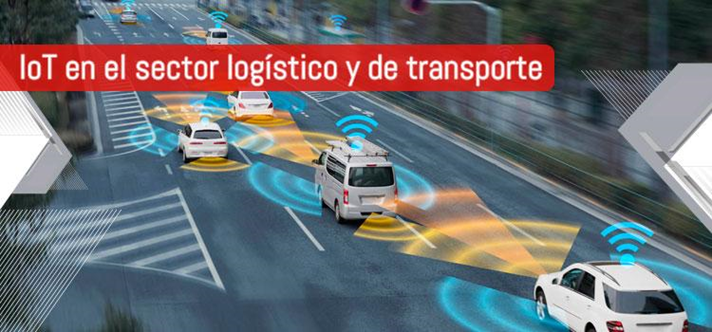 IoT en el sector logístico y de transporte